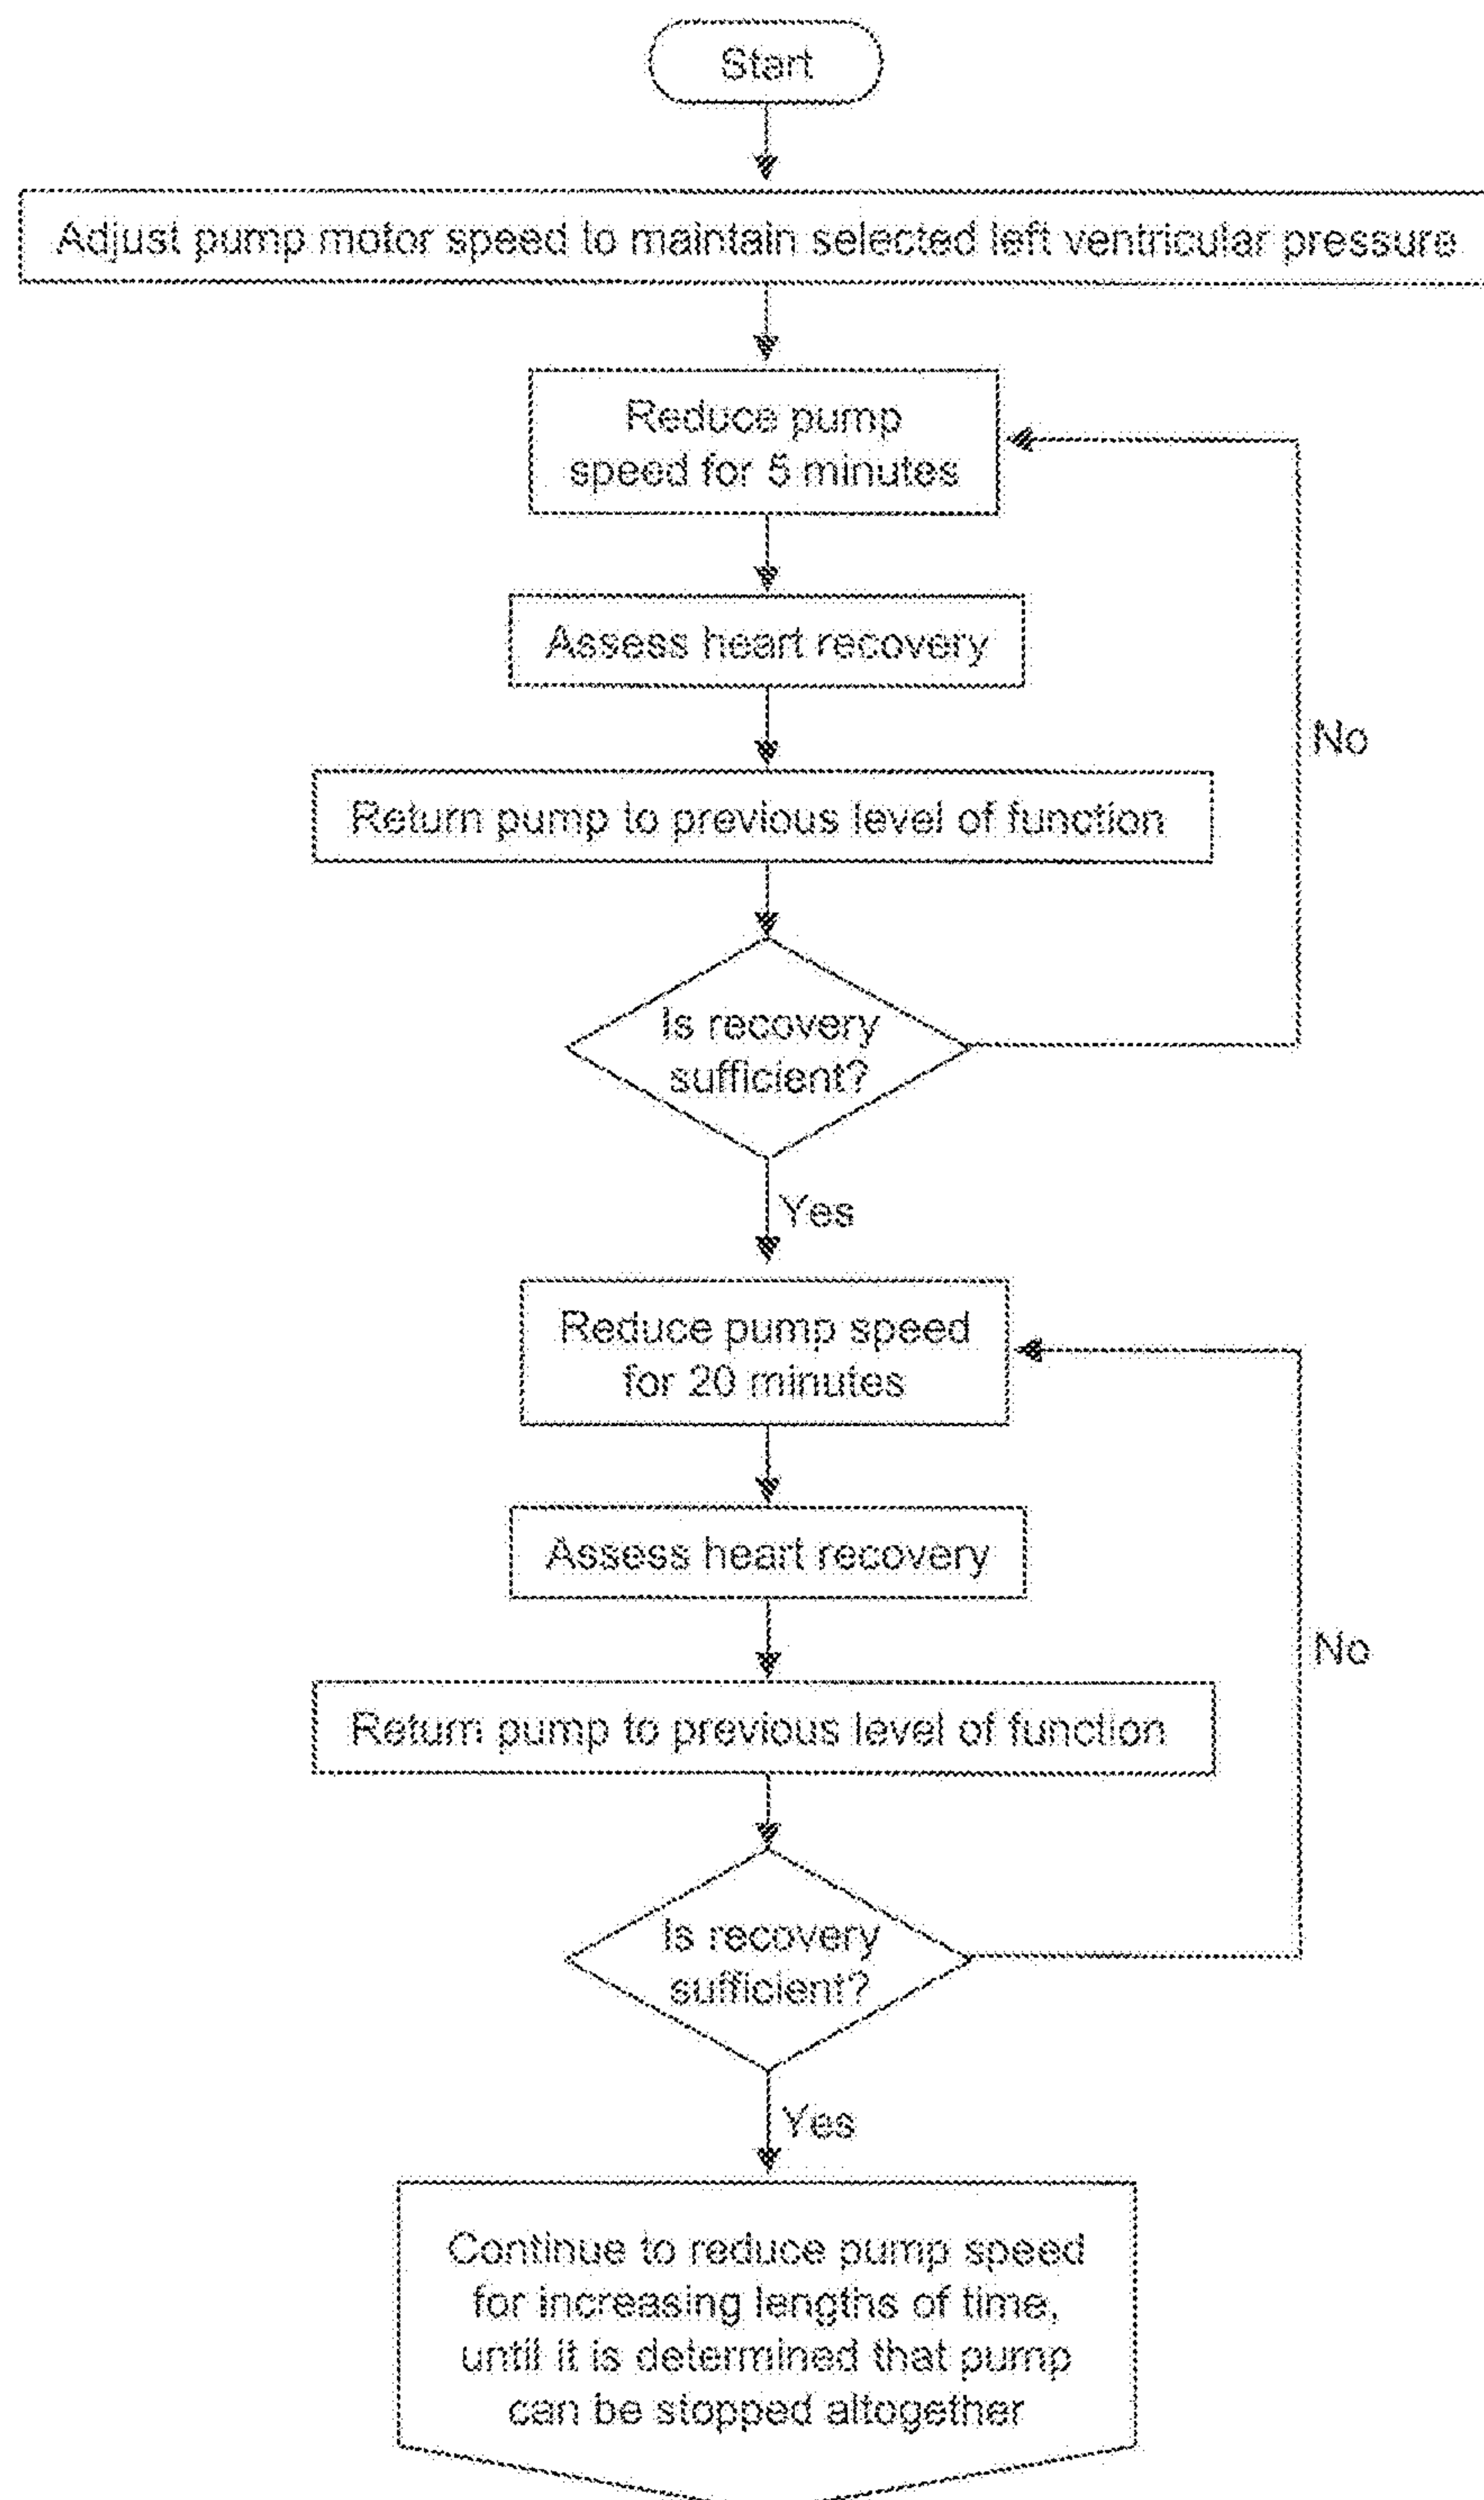 Start
Adjust pump motor speed to maintain selected left ventricular pressure
Reduce pump
speed for 5 minutes
Assess heart recovery
No
Return pump to previous level of function
Is recovery
sufficient?
Yes
Reduce pump speed
for 20 minutes
Assess heart recovery
No
Return pump to previous level of function
Is recovery
sufficient?
Yes
Continue to reduce pump speed
for increasing lengths of time,
until it is determined that pump
can be stopped altogether